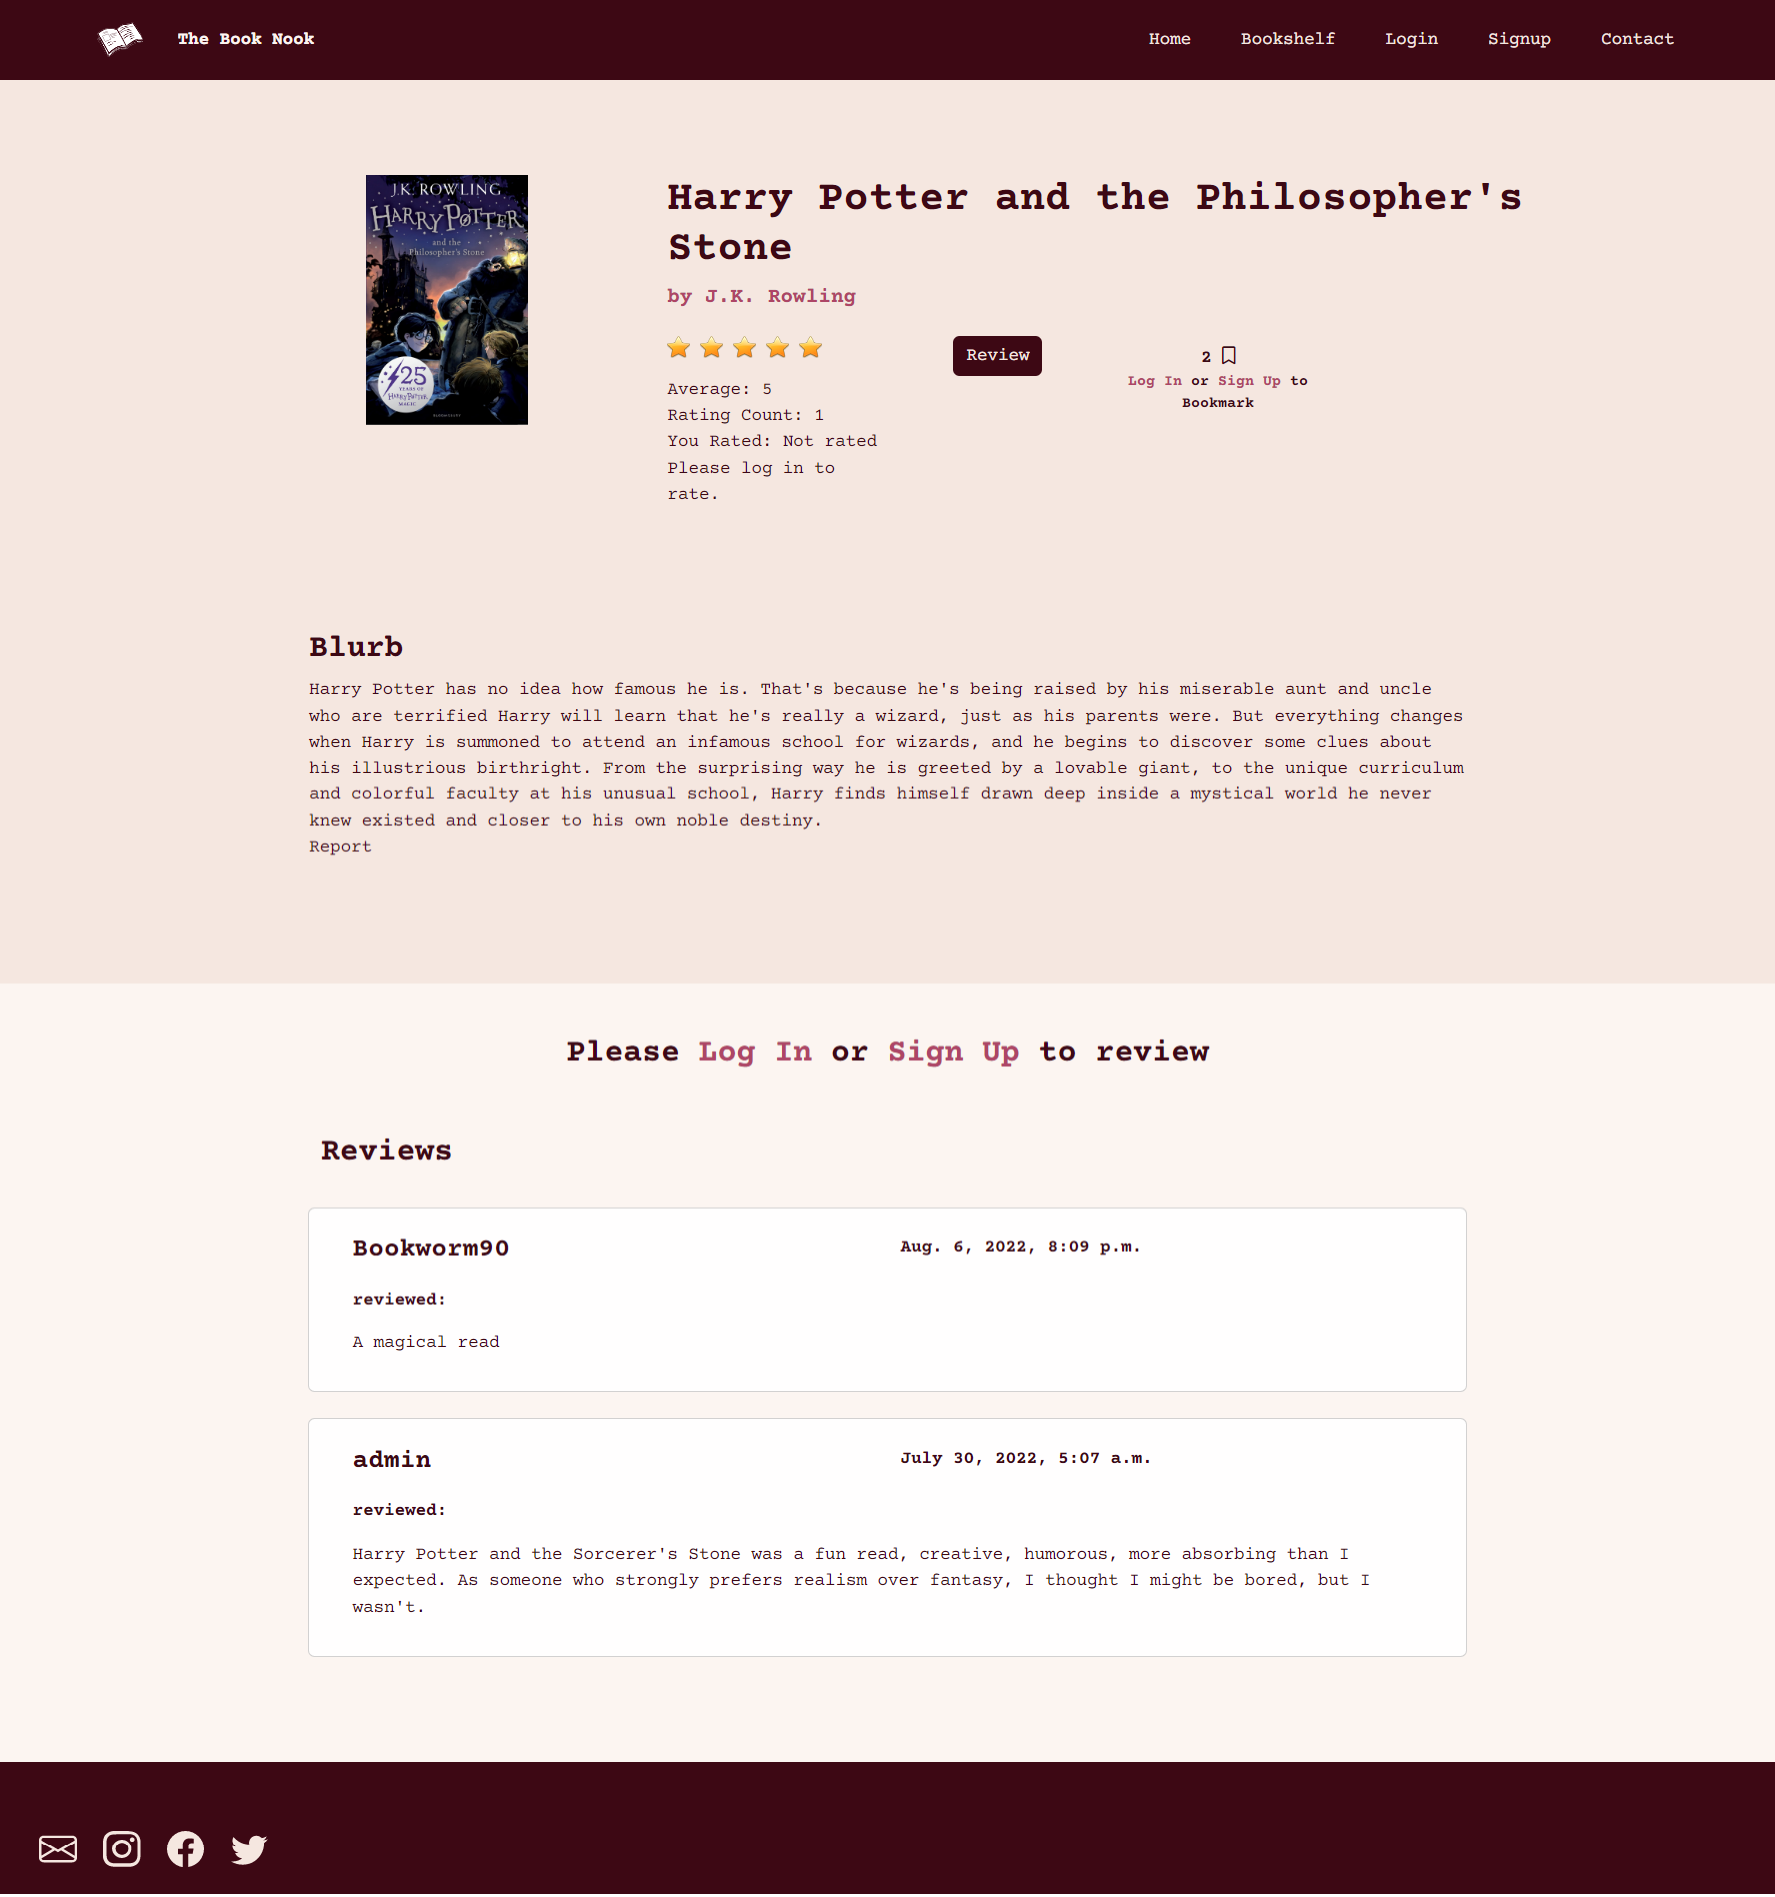 The Book Nook
Home Bookshelf Login Signup Contact
J.K. ROWLING
HARRY POTTER
and the
Philosopher's Stone
25
YEARS OF
HARRY POTTER
MAGIC
BLOOMSBURY
Harry Potter and the Philosopher's
Stone
by J.K. Rowling
Review
2
Log In or Sign Up to
Bookmark
Average: 5
Rating Count: 1
You Rated: Not rated
Please log in to
rate.
Blurb
Harry Potter has no idea how famous he is. That's because he's being raised by his miserable aunt and uncle
who are terrified Harry will learn that he's really a wizard, just as his parents were. But everything changes
when Harry is summoned to attend an infamous school for wizards, and he begins to discover some clues about
his illustrious birthright. From the surprising way he is greeted by a lovable giant, to the unique curriculum
and colorful faculty at his unusual school, Harry finds himself drawn deep inside a mystical world he never
knew existed and closer to his own noble destiny.
Report
Please Log In or Sign Up to review
Reviews
Bookworm90
Aug. 6, 2022, 8:09 p.m.
reviewed:
A magical read
admin
July 30, 2022, 5:07 a.m.
reviewed:
Harry Potter and the Sorcerer's Stone was a fun read, creative, humorous, more absorbing than I
expected. As someone who strongly prefers realism over fantasy, I thought I might be bored, but I
wasn't.